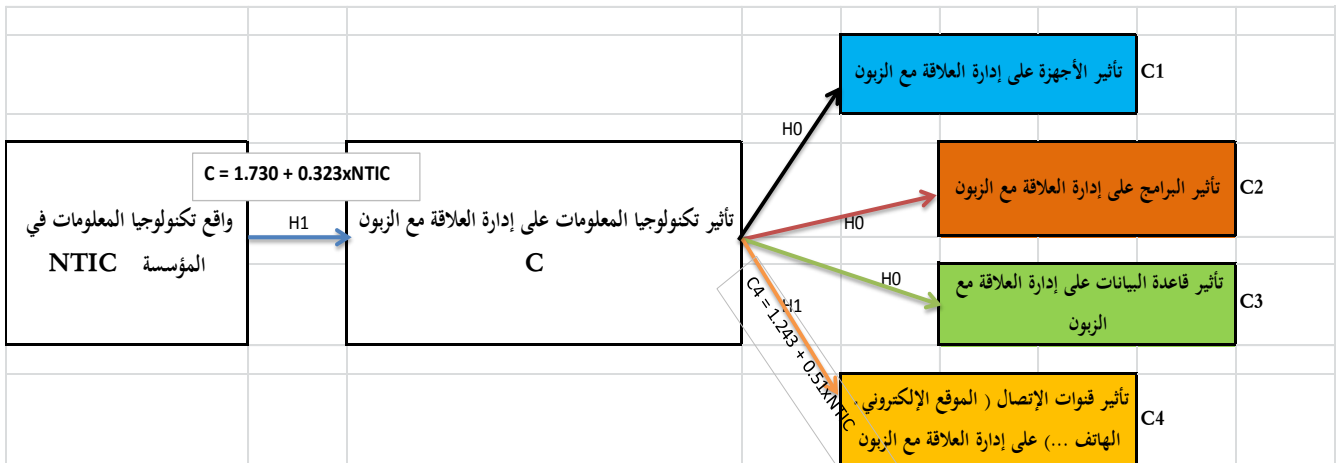 تأثير الأجهزة على إدارة العلاقة مع الزبون
C1
H0
C = 1.730 + 0.323xNTIC
واقع تكنولوجيا المعلومات في
المؤسسة NTIC
H1
تأثير تكنولوجيا المعلومات على إدارة العلاقة مع الزبون
C
تأثير البرامج على إدارة العلاقة مع الزبون
C2
H0
تأثير قاعدة البيانات على إدارة العلاقة مع
الزبون
C3
H0
H1
C4 = 1.243 + 0.51xNTIC
تأثير قنوات الإتصال ( الموقع الإلكتروني .
الهاتف ...) على إدارة العلاقة مع الزبون
C4